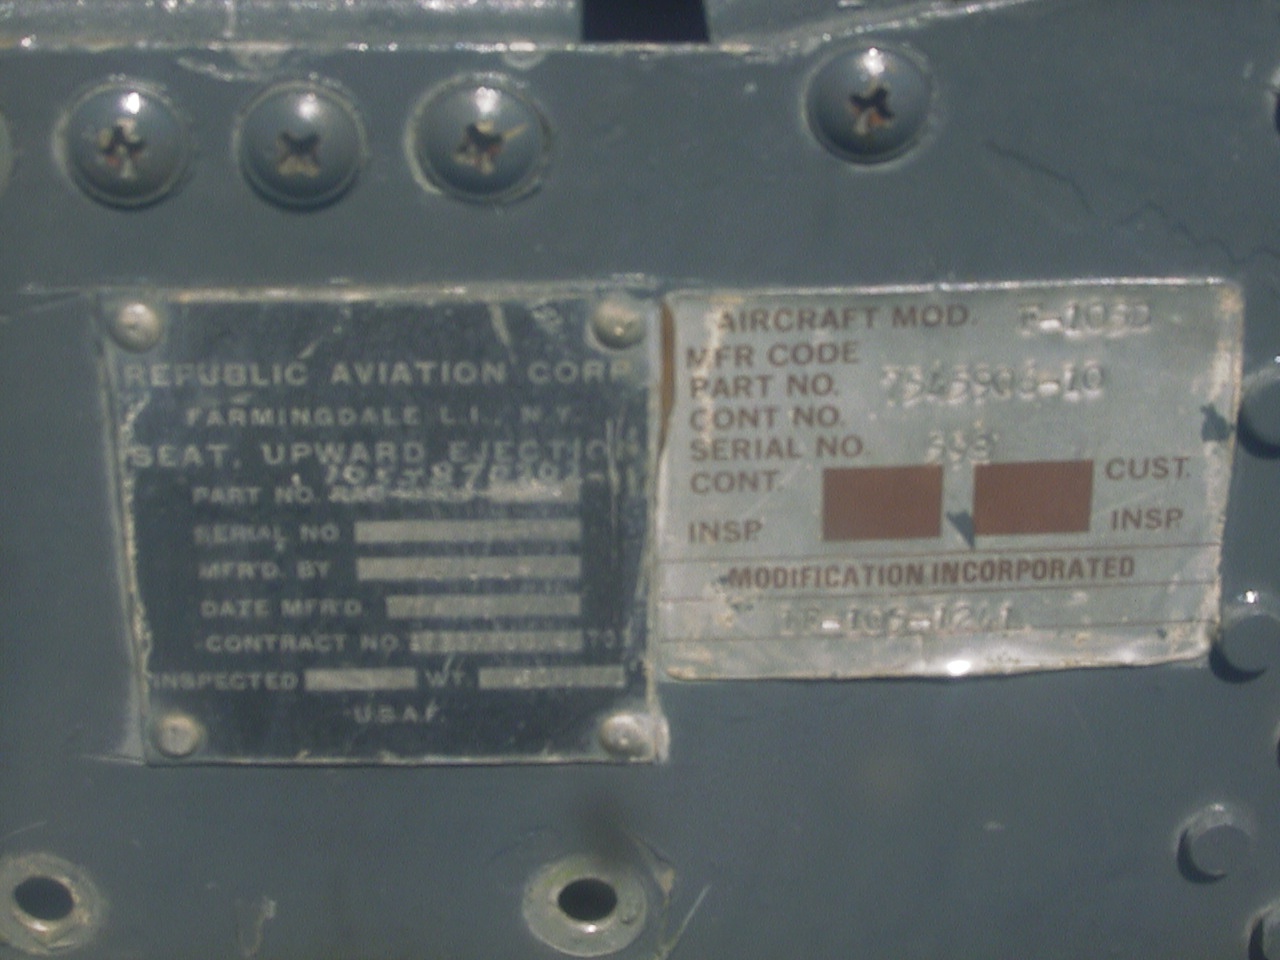 REPUBLIC AVIATION CORP.
FARMINGDALE L.I., N.Y.
SEAT, UPWARD EJECTION
PART NO.
SERIAL NO
MFR'D. BY
DATE MFR'D.
CONTRACT NO.
INSPECTED WT.
U.S.A.F.
AIRCRAFT MOD. F-105D
MFR CODE
PART NO.
CONT NO.
SERIAL NO.
CONT. CUST.
INSP. INSP.
MODIFICATION INCORPORATED